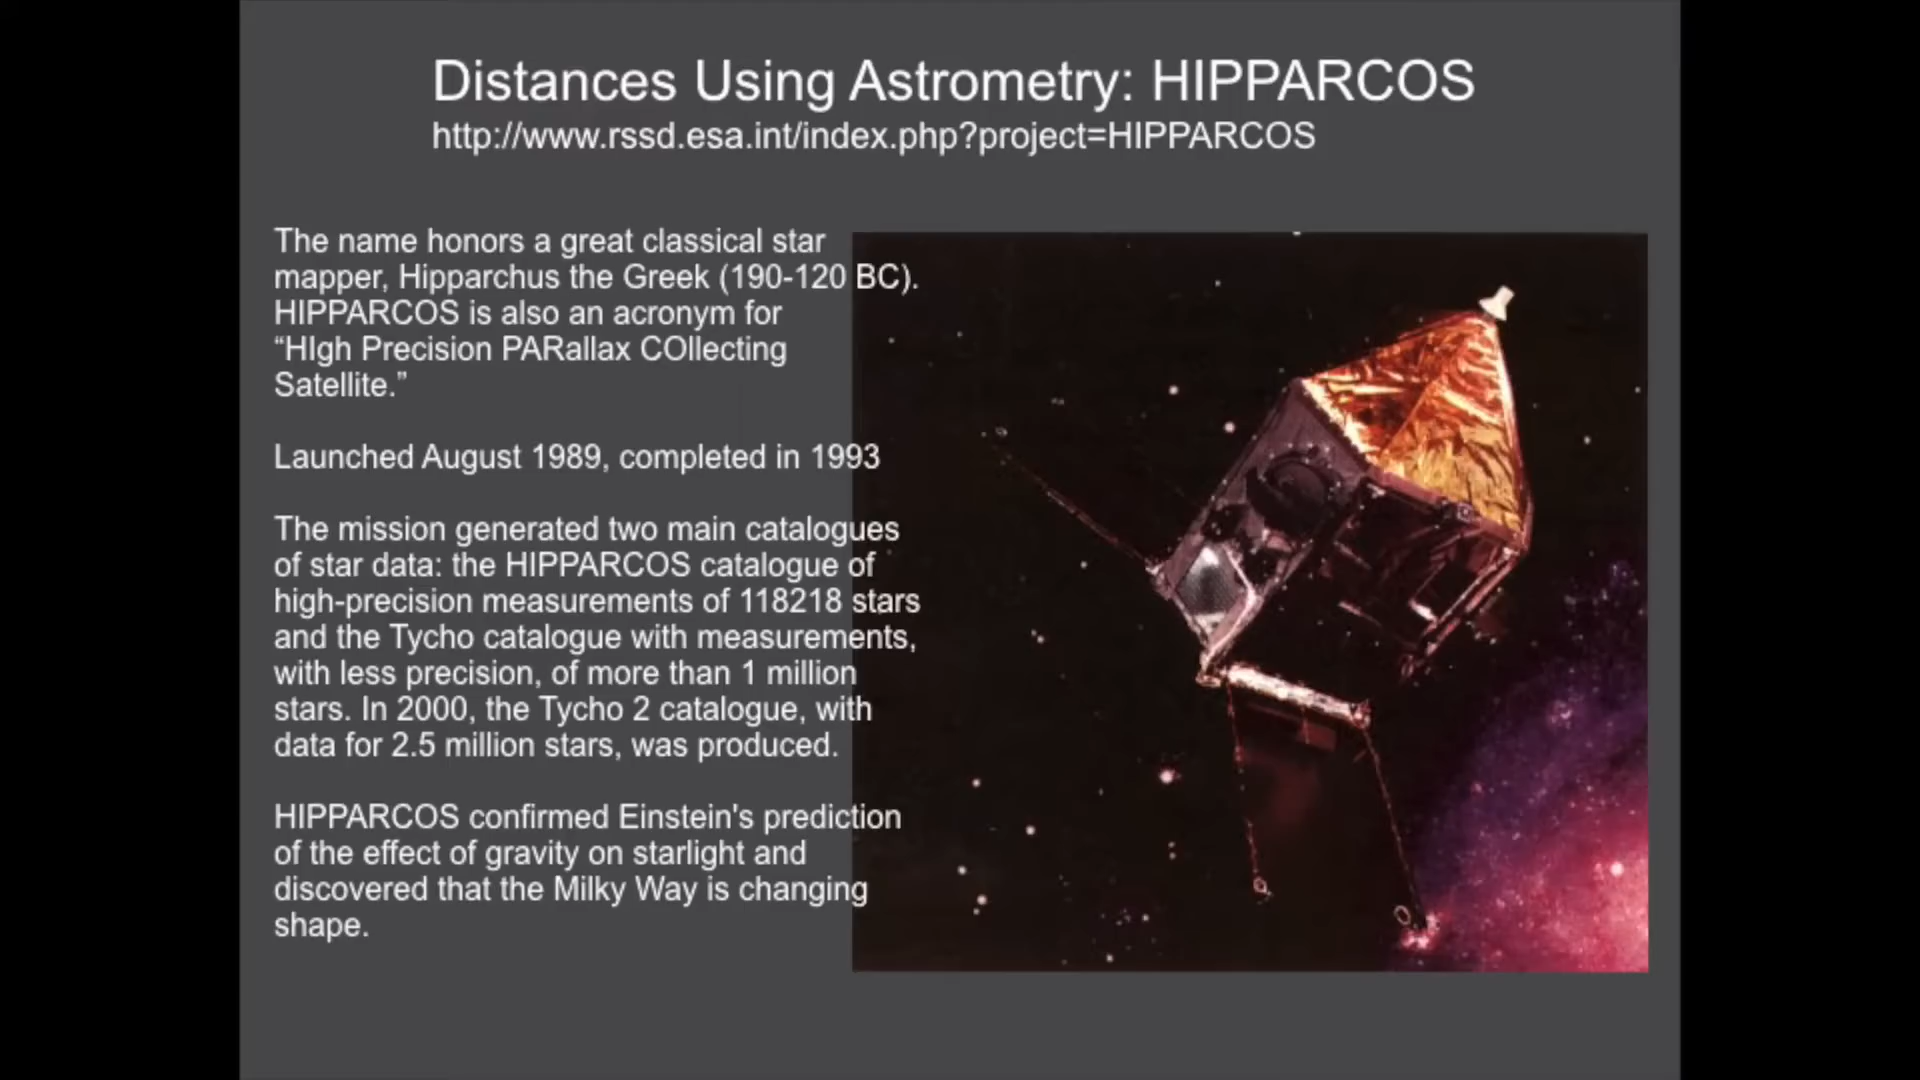 Distances Using Astrometry: HIPPARCOS
http://www.rssd.esa.int/index.php?project=HIPPARCOS
The name honors a great classical star
mapper, Hipparchus the Greek (190-120 BC).
HIPPARCOS is also an acronym for
“HIgh Precision PARallax COllecting
Satellite.”
Launched August 1989, completed in 1993
The mission generated two main catalogues
of star data: the HIPPARCOS catalogue of
high-precision measurements of 118218 stars
and the Tycho catalogue with measurements,
with less precision, of more than 1 million
stars. In 2000, the Tycho 2 catalogue, with
data for 2.5 million stars, was produced.
HIPPARCOS confirmed Einstein's prediction
of the effect of gravity on starlight and
discovered that the Milky Way is changing
shape.